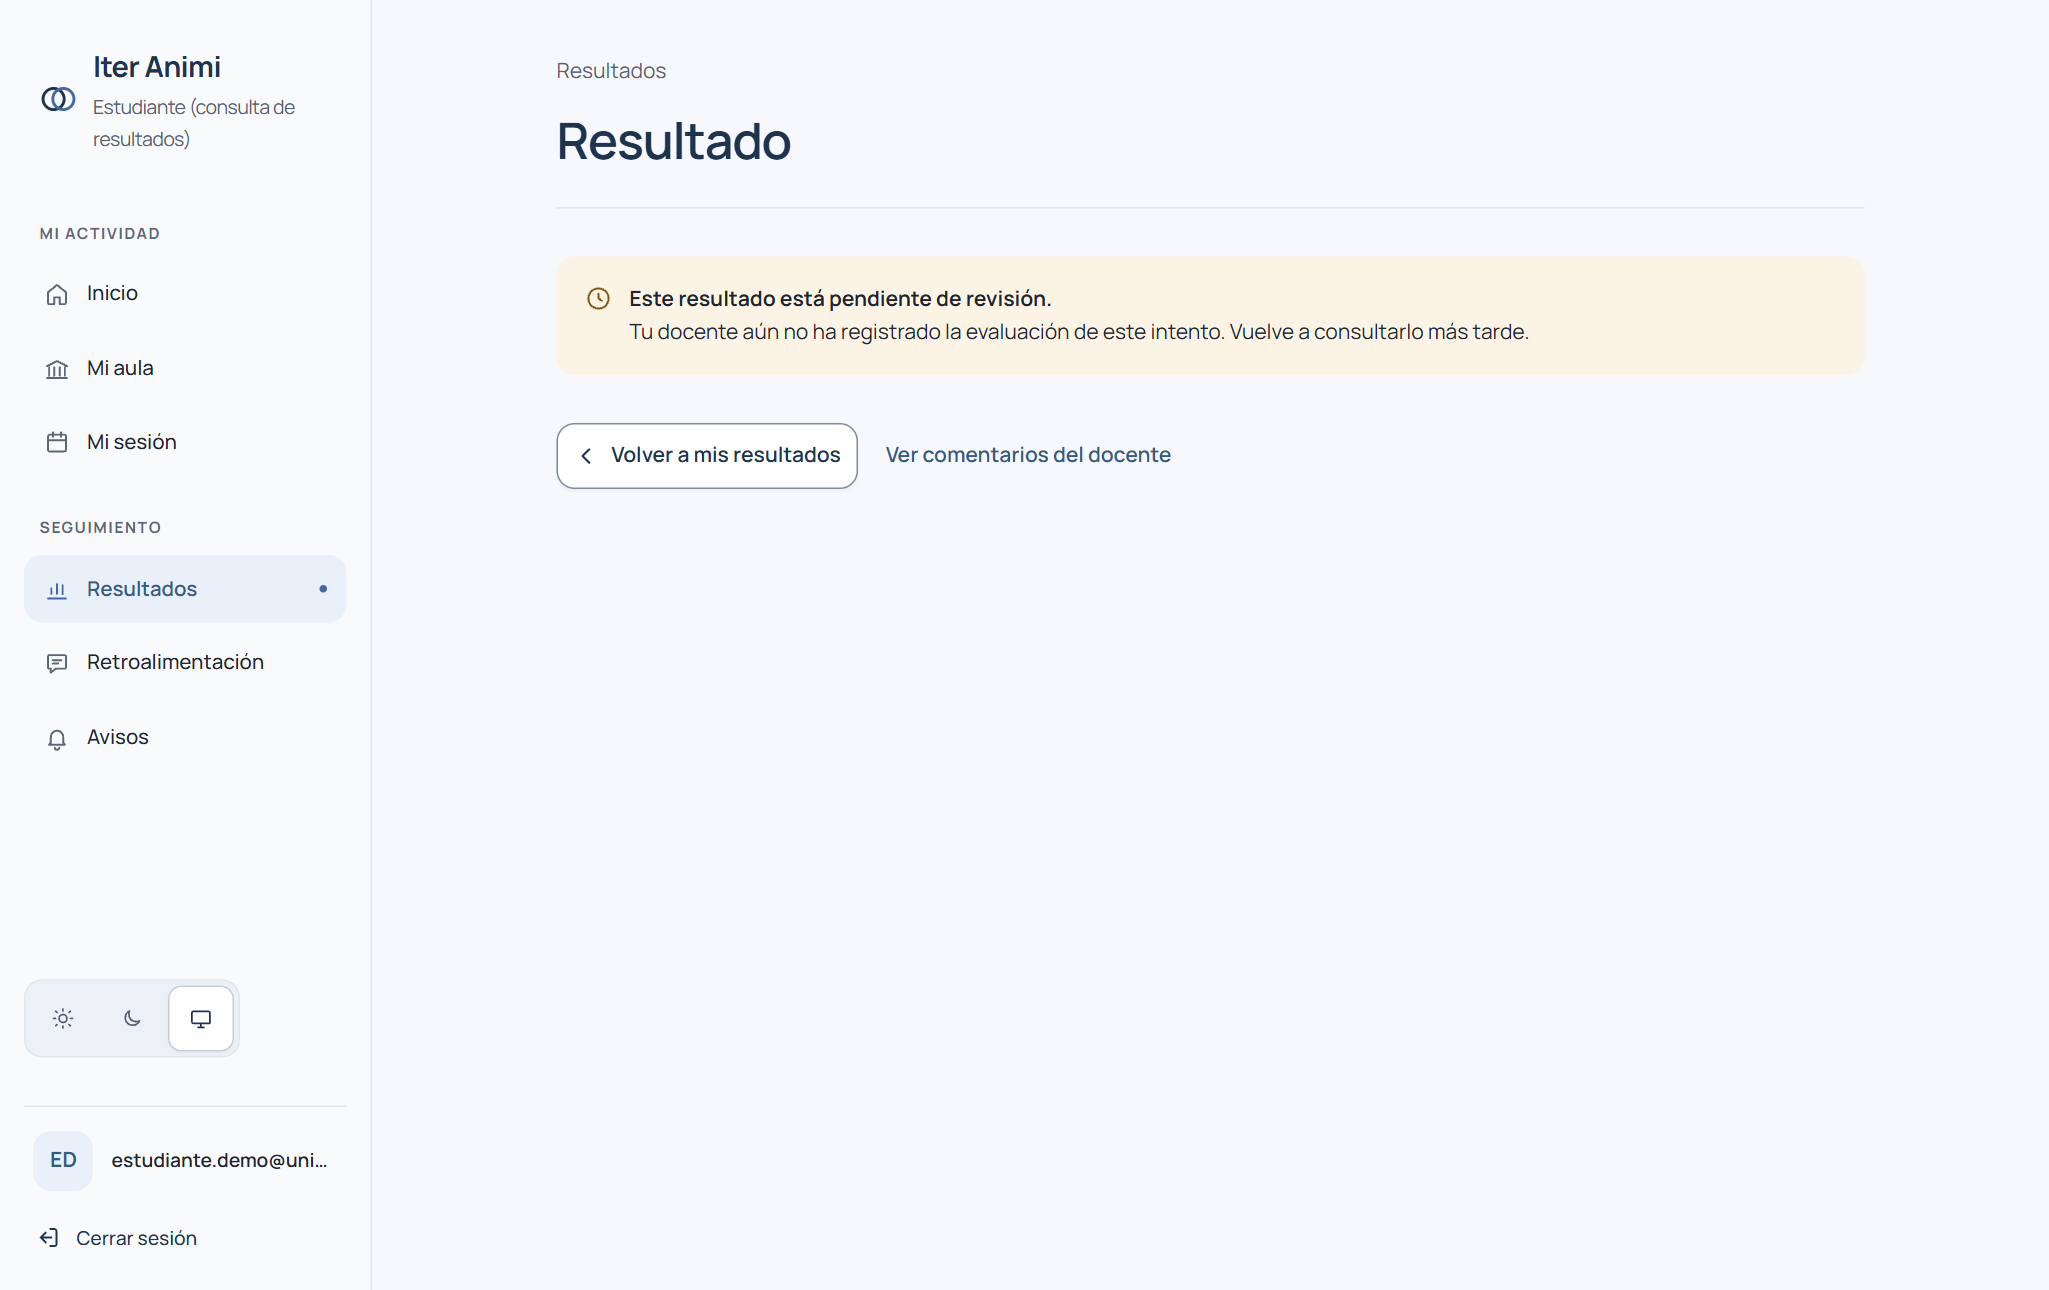 Iter Animi
Estudiante (consulta de
resultados)
MI ACTIVIDAD
Inicio
Mi aula
Mi sesión
SEGUIMIENTO
Resultados
Retroalimentación
Avisos
ED
estudiante.demo@uni...
Cerrar sesión
Resultados
Resultado
Este resultado está pendiente de revisión.
Tu docente aún no ha registrado la evaluación de este intento. Vuelve a consultarlo más tarde.
Volver a mis resultados
Ver comentarios del docente